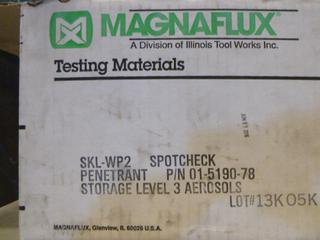 MAGNAFLUX®
A Division of Illinois Tool Works Inc.
Testing Materials
SKL-WP2 SPOTCHECK
PENETRANT P/N 01-5190-78
STORAGE LEVEL 3 AEROSOLS
LOT#13K05K
MAGNAFLUX, Glenview, Il. 60026 U.S.A.